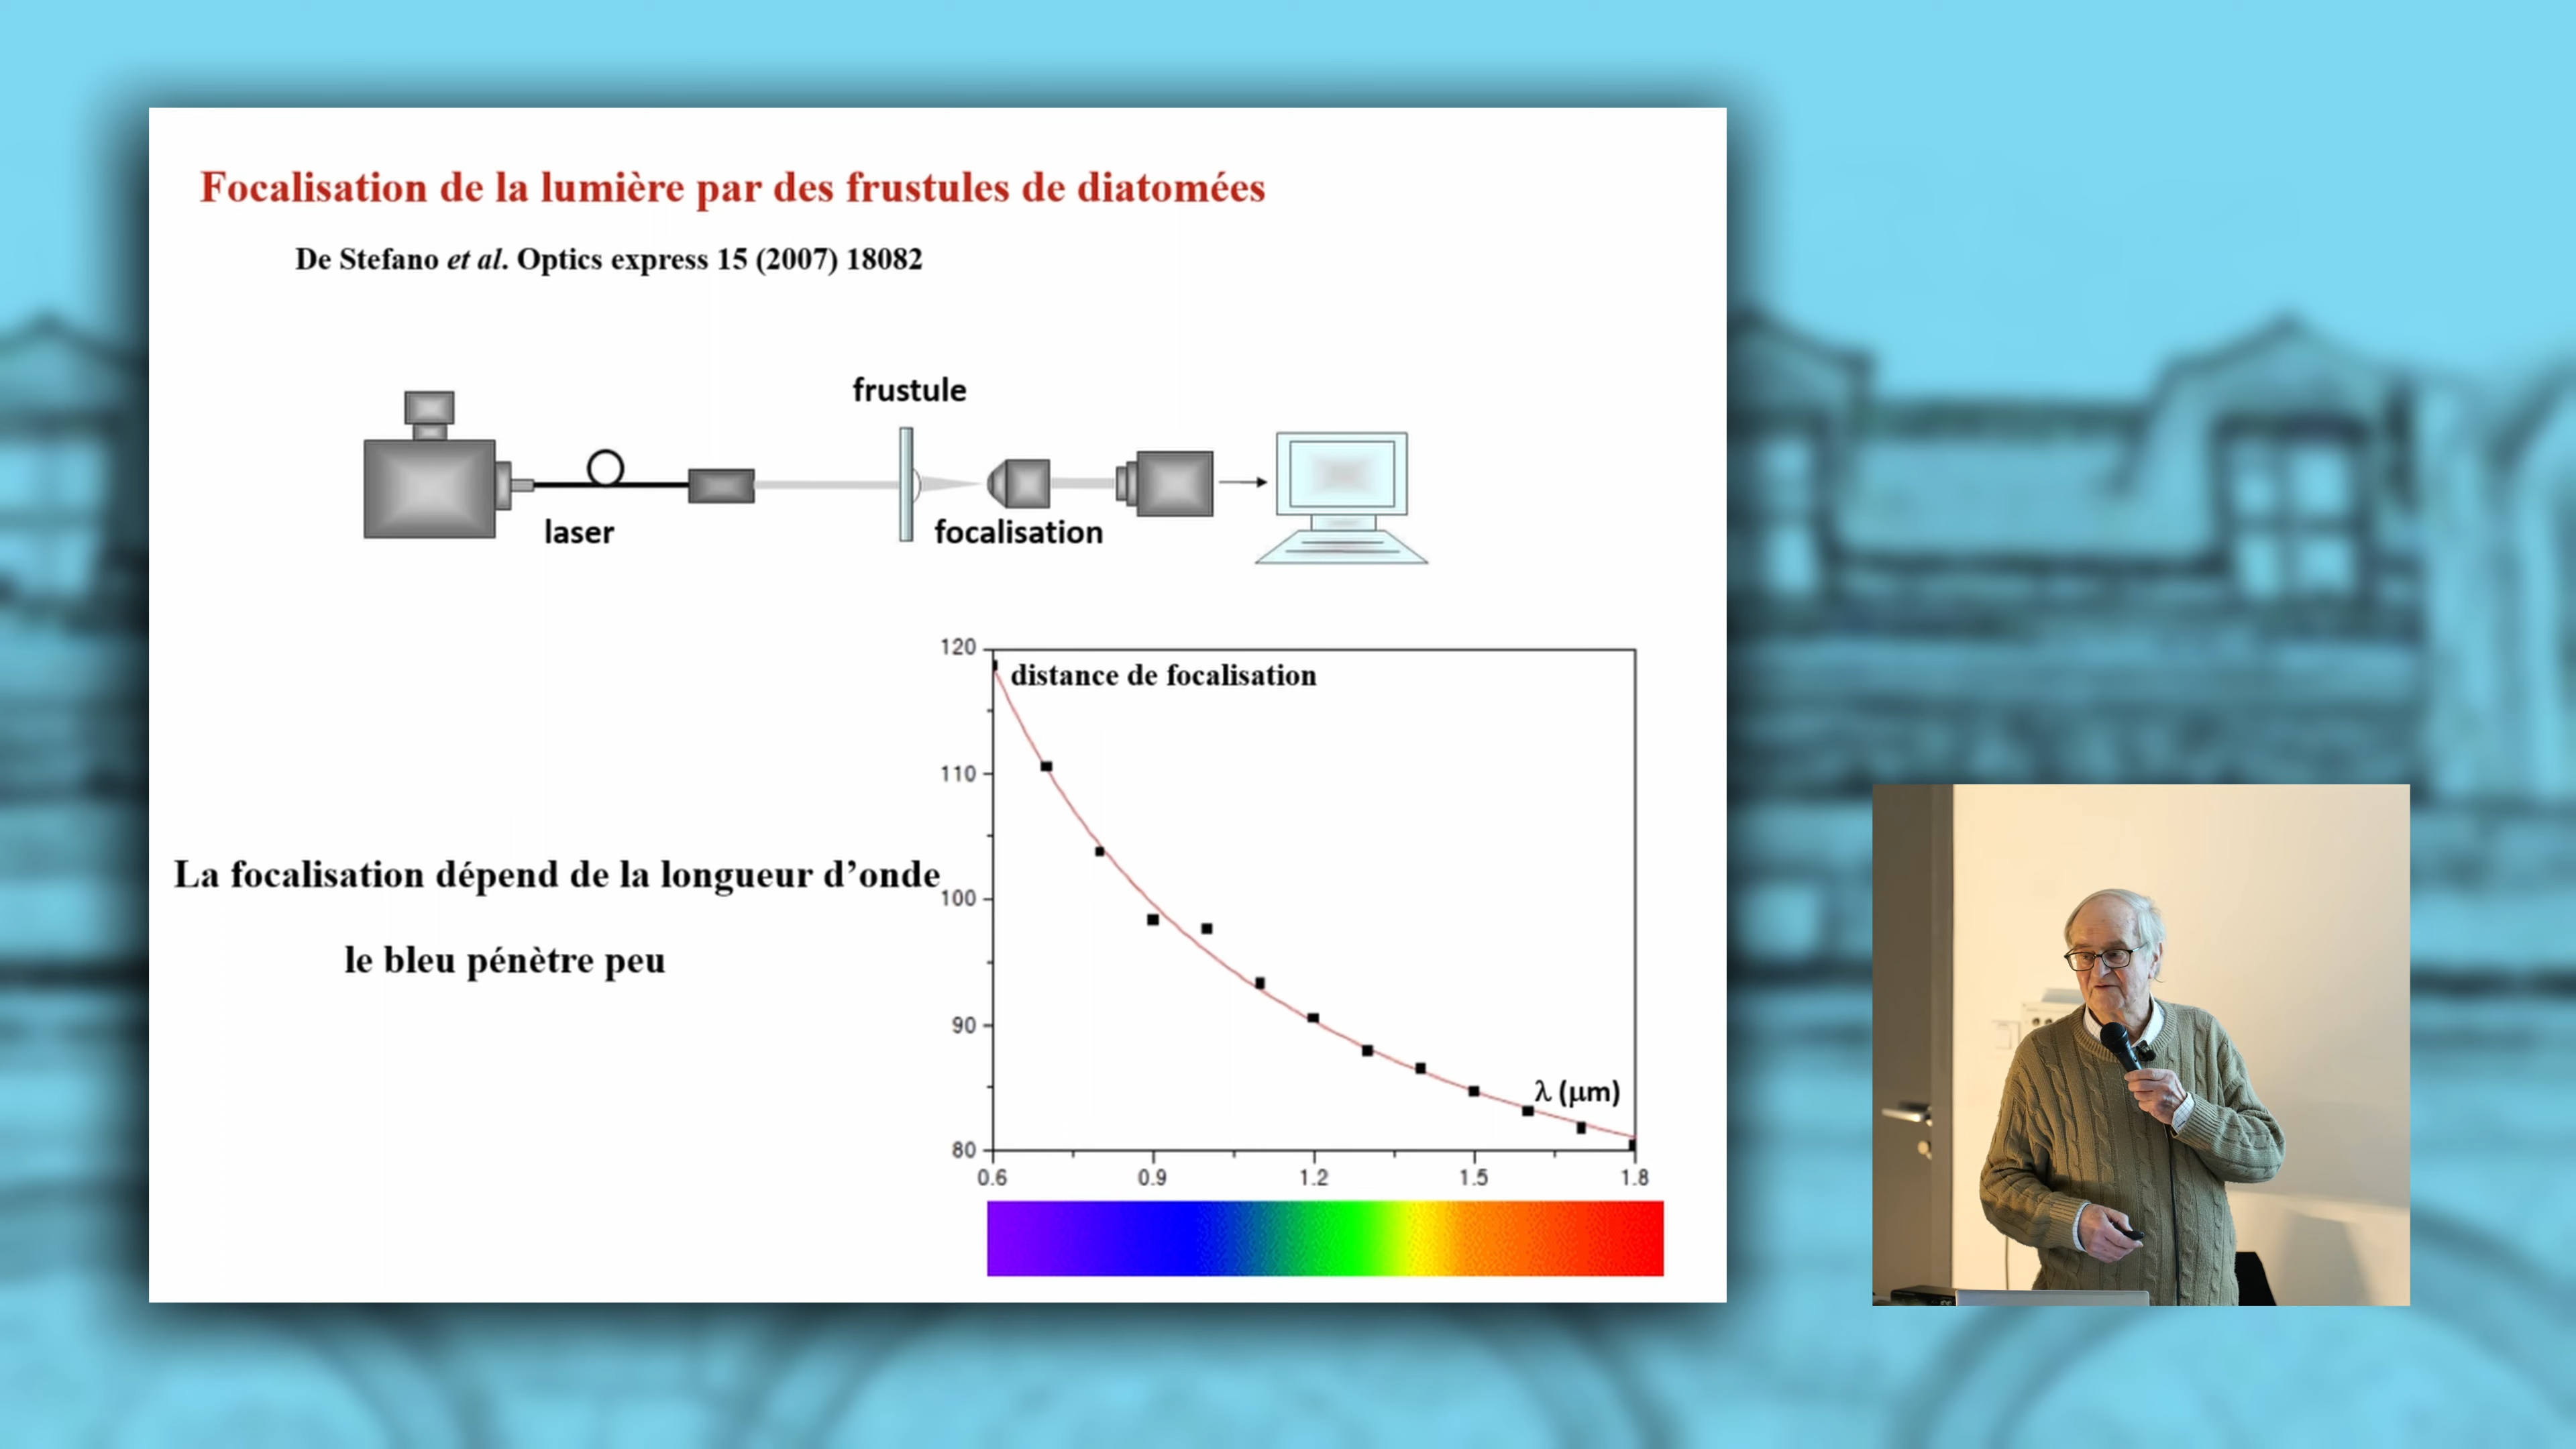 Focalisation de la lumière par des frustules de diatomées
De Stefano et al. Optics express 15 (2007) 18082
frustule
laser
focalisation
120
distance de focalisation
110
La focalisation dépend de la longueur d’onde
100
le bleu pénètre peu
90
λ (μm)
80
0.6 0.9 1.2 1.5 1.8